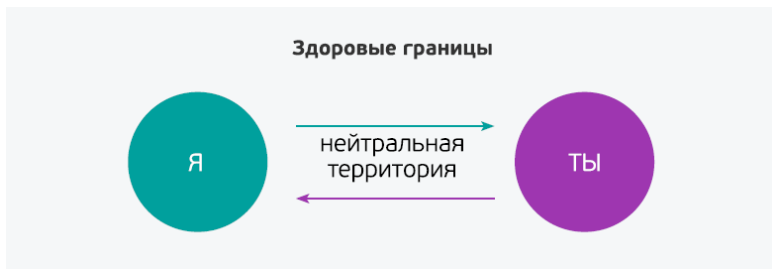 Здоровые границы
Я
нейтральная
территория
ТЫ